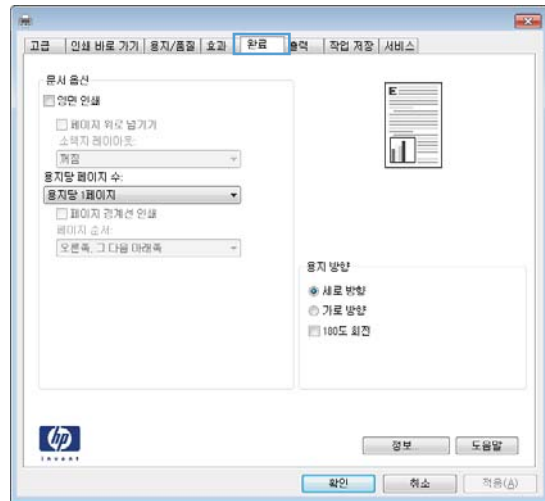 고급 인쇄 바로 가기 용지/품질 효과 완료 출력 작업 저장 서비스
문서 옵션
양면 인쇄
페이지 위로 넘기기
소책자 레이아웃:
꺼짐
용지당 페이지 수:
용지당 1페이지
페이지 경계선 인쇄
페이지 순서:
오른쪽, 그 다음 아래쪽
E
용지 방향
세로 방향
가로 방향
180도 회전
hp
invent
정보... 도움말
확인 취소 적용(A)